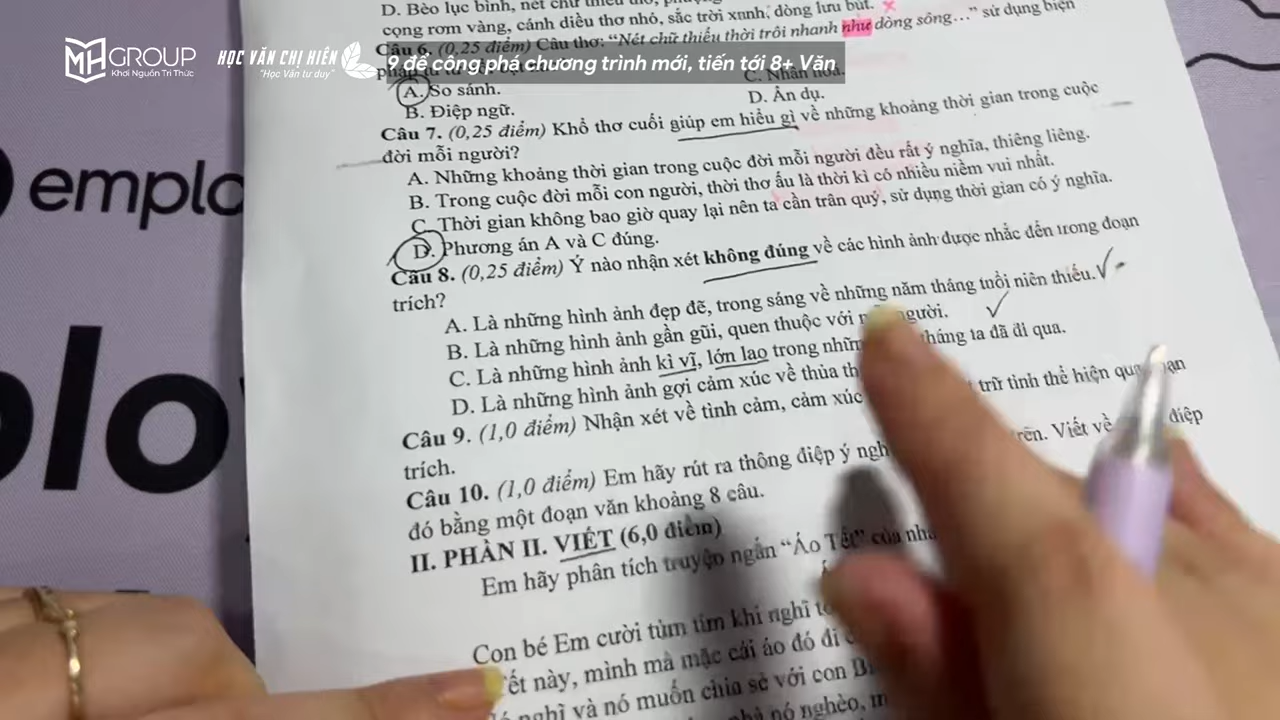 D. Bèo lục bình, nét chữ thiếu thời,
cọng rơm vàng, cánh diều thơ nhỏ, sắc trời xanh, dòng lưu bút.
Câu 6. (0,25 điểm) Câu thơ: “Nét chữ thiếu thời trôi nhanh như dòng sông…” sử dụng biện
MH GROUP
Khơi Nguồn Tri Thức
HỌC VĂN CHỊ HIÊN
“Học Văn tư duy”
9 đề công phá chương trình mới, tiến tới 8+ Văn
A. So sánh.
C. Nhân hóa.
B. Điệp ngữ.
D. Ẩn dụ.
Câu 7. (0,25 điểm) Khổ thơ cuối giúp em hiểu gì về những khoảng thời gian trong cuộc
đời mỗi người?
A. Những khoảng thời gian trong cuộc đời mỗi người đều rất ý nghĩa, thiêng liêng.
B. Trong cuộc đời mỗi con người, thời thơ ấu là thời kì có nhiều niềm vui nhất.
C. Thời gian không bao giờ quay lại nên ta cần trân quý, sử dụng thời gian có ý nghĩa.
D. Phương án A và C đúng.
Câu 8. (0,25 điểm) Ý nào nhận xét không đúng về các hình ảnh được nhắc đến trong đoạn
trích?
A. Là những hình ảnh đẹp đẽ, trong sáng về những năm tháng tuổi niên thiếu.
B. Là những hình ảnh gần gũi, quen thuộc với người.
C. Là những hình ảnh kì vĩ, lớn lao trong tháng ta đã đi qua.
D. Là những hình ảnh gợi cảm xúc về thủa
Câu 9. (1,0 điểm) Nhận xét về tình cảm, cảm xúc trữ tình thể hiện qua
trích.
Câu 10. (1,0 điểm) Em hãy rút ra thông điệp ý trên. Viết về điệp
đó bằng một đoạn văn khoảng 8 câu.
II. PHẦN II. VIẾT (6,0 điểm)
Em hãy phân tích truyện ngắn “Áo Tết” của
Con bé Em cười tủm tỉm khi nghĩ
này, mình mà mặc cái áo đó đi
nghĩ và nó muốn chia sẻ với con
nó nghèo,
emplo
plo